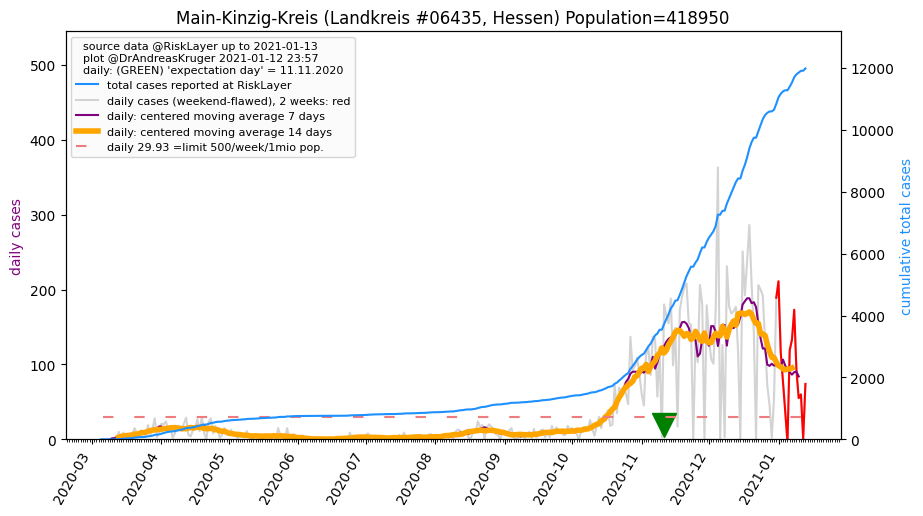 Main-Kinzig-Kreis (Landkreis #06435, Hessen) Population=418950
source data @RiskLayer up to 2021-01-13
plot @DrAndreasKruger 2021-01-12 23:57
daily: (GREEN) 'expectation day' = 11.11.2020
total cases reported at RiskLayer
daily cases (weekend-flawed), 2 weeks: red
daily: centered moving average 7 days
daily: centered moving average 14 days
daily 29.93 =limit 500/week/1mio pop.
daily cases
500
400
300
200
100
0
cumulative total cases
12000
10000
8000
6000
4000
2000
0
2020-03
2020-04
2020-05
2020-06
2020-07
2020-08
2020-09
2020-10
2020-11
2020-12
2021-01